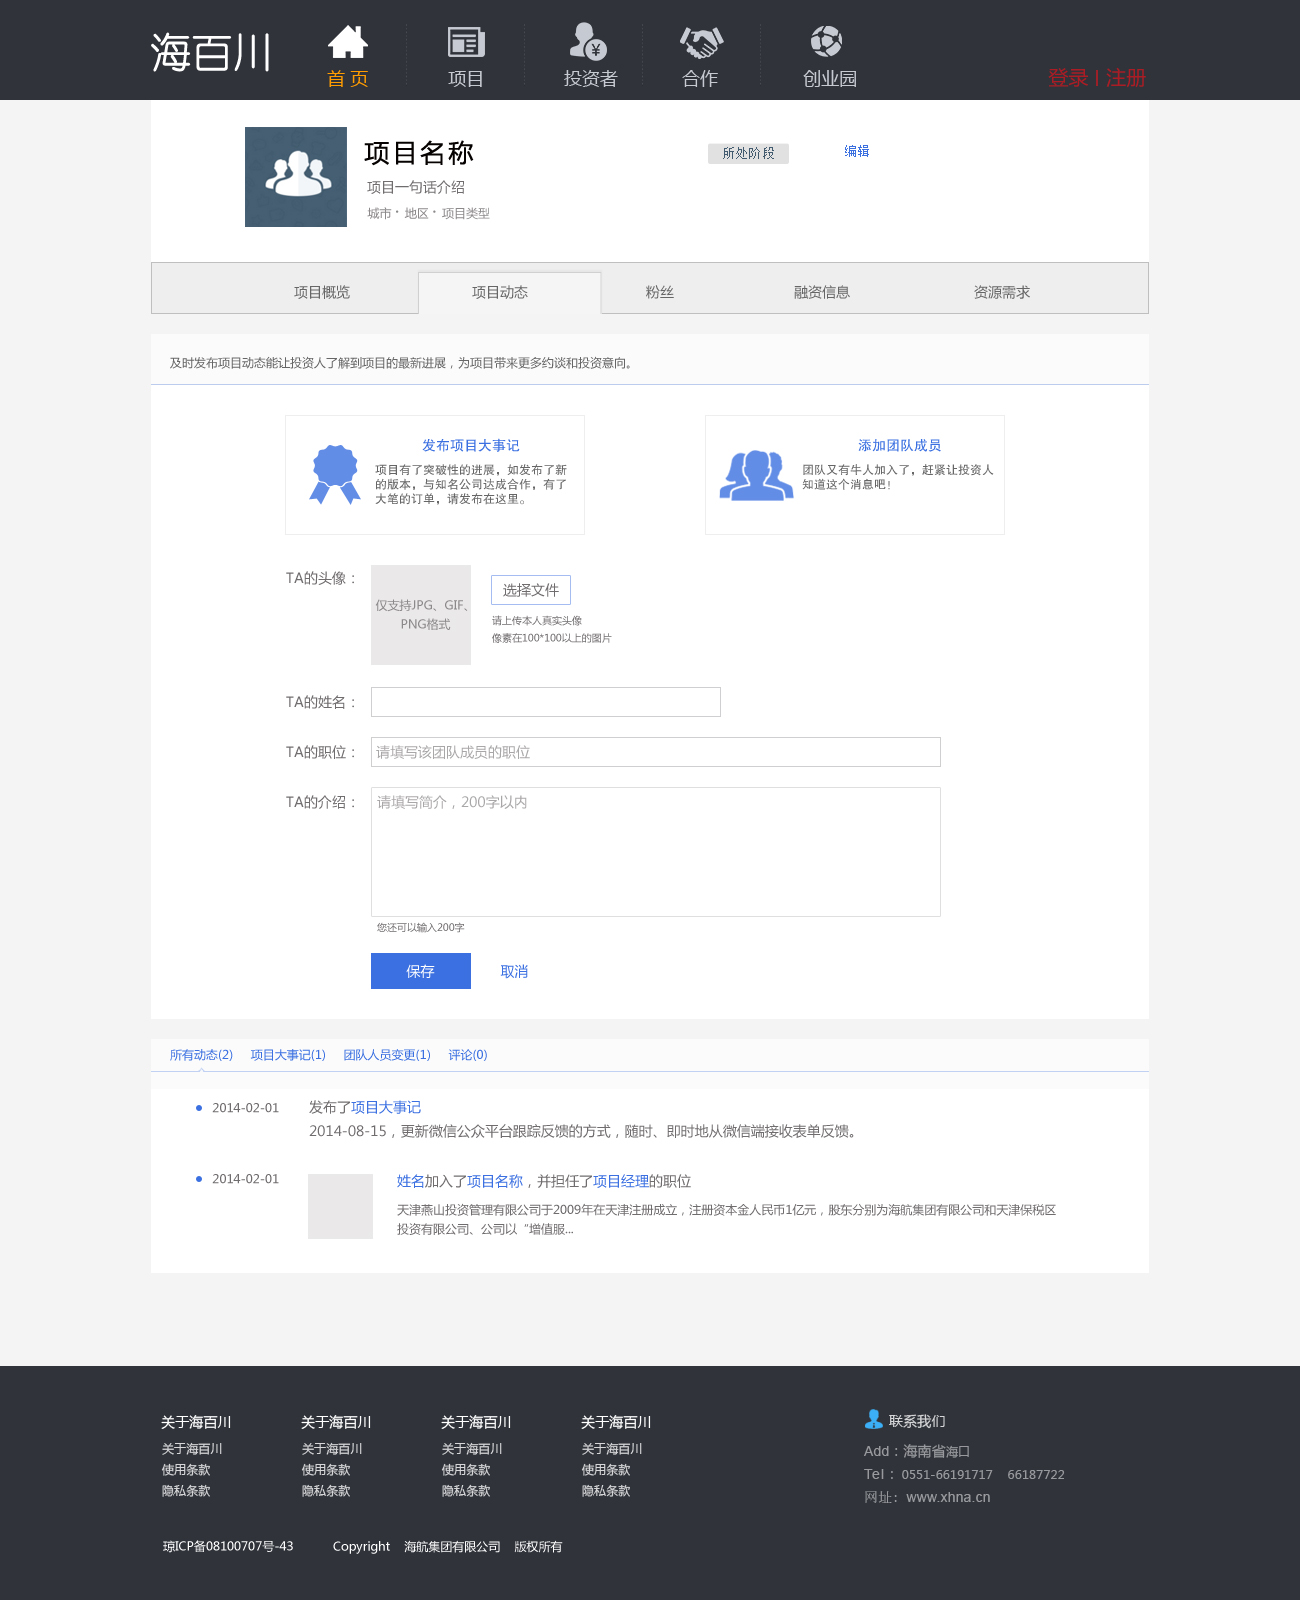 海百川
首 页
项目
投资者
合作
创业园
登录 | 注册
项目名称
所处阶段
编辑
项目一句话介绍
城市 · 地区 · 项目类型
项目概览
项目动态
粉丝
融资信息
资源需求
及时发布项目动态能让投资人了解到项目的最新进展，为项目带来更多约谈和投资意向。
发布项目大事记
项目有了突破性的进展，如发布了新
的版本，与知名公司达成合作，有了
大笔的订单，请发布在这里。
添加团队成员
团队又有牛人加入了，赶紧让投资人
知道这个消息吧！
TA的头像：
仅支持JPG、GIF、
PNG格式
选择文件
请上传本人真实头像
像素在100*100以上的图片
TA的姓名：
TA的职位：
请填写该团队成员的职位
TA的介绍：
请填写简介，200字以内
您还可以输入200字
保存
取消
所有动态(2)
项目大事记(1)
团队人员变更(1)
评论(0)
2014-02-01
发布了项目大事记
2014-08-15，更新微信公众平台跟踪反馈的方式，随时、即时地从微信端接收表单反馈。
2014-02-01
姓名加入了项目名称，并担任了项目经理的职位
天津燕山投资管理有限公司于2009年在天津注册成立，注册资本金人民币1亿元，股东分别为海航集团有限公司和天津保税区
投资有限公司、公司以“增值服...
关于海百川
关于海百川
使用条款
隐私条款
关于海百川
关于海百川
使用条款
隐私条款
关于海百川
关于海百川
使用条款
隐私条款
关于海百川
关于海百川
使用条款
隐私条款
联系我们
Add：海南省海口
Tel：0551-66191717 66187722
网址：www.xhna.cn
琼ICP备08100707号-43 Copyright 海航集团有限公司 版权所有